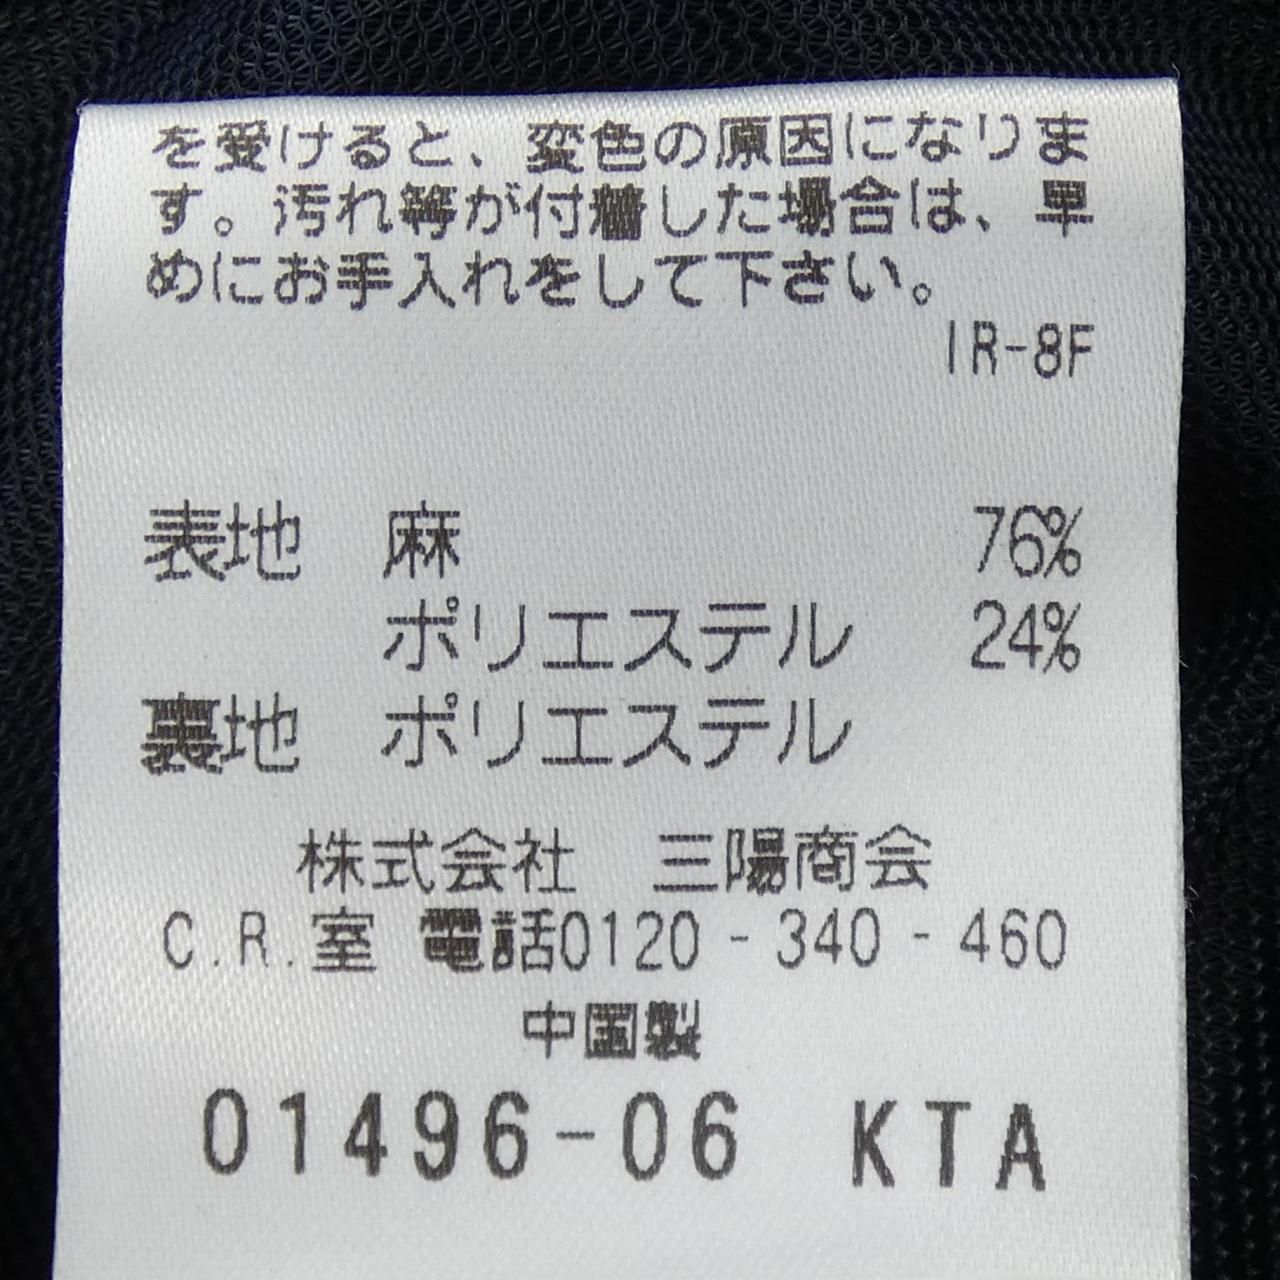 を受けると、変色の原因になりま
す。汚れ等が付着した場合は、早
めにお手入れをして下さい。
IR-8F
表地 麻 76%
ポリエステル 24%
裏地 ポリエステル
株式会社 三陽商会
C.R.室 電話0120-340-460
中国製
01496-06 KTA